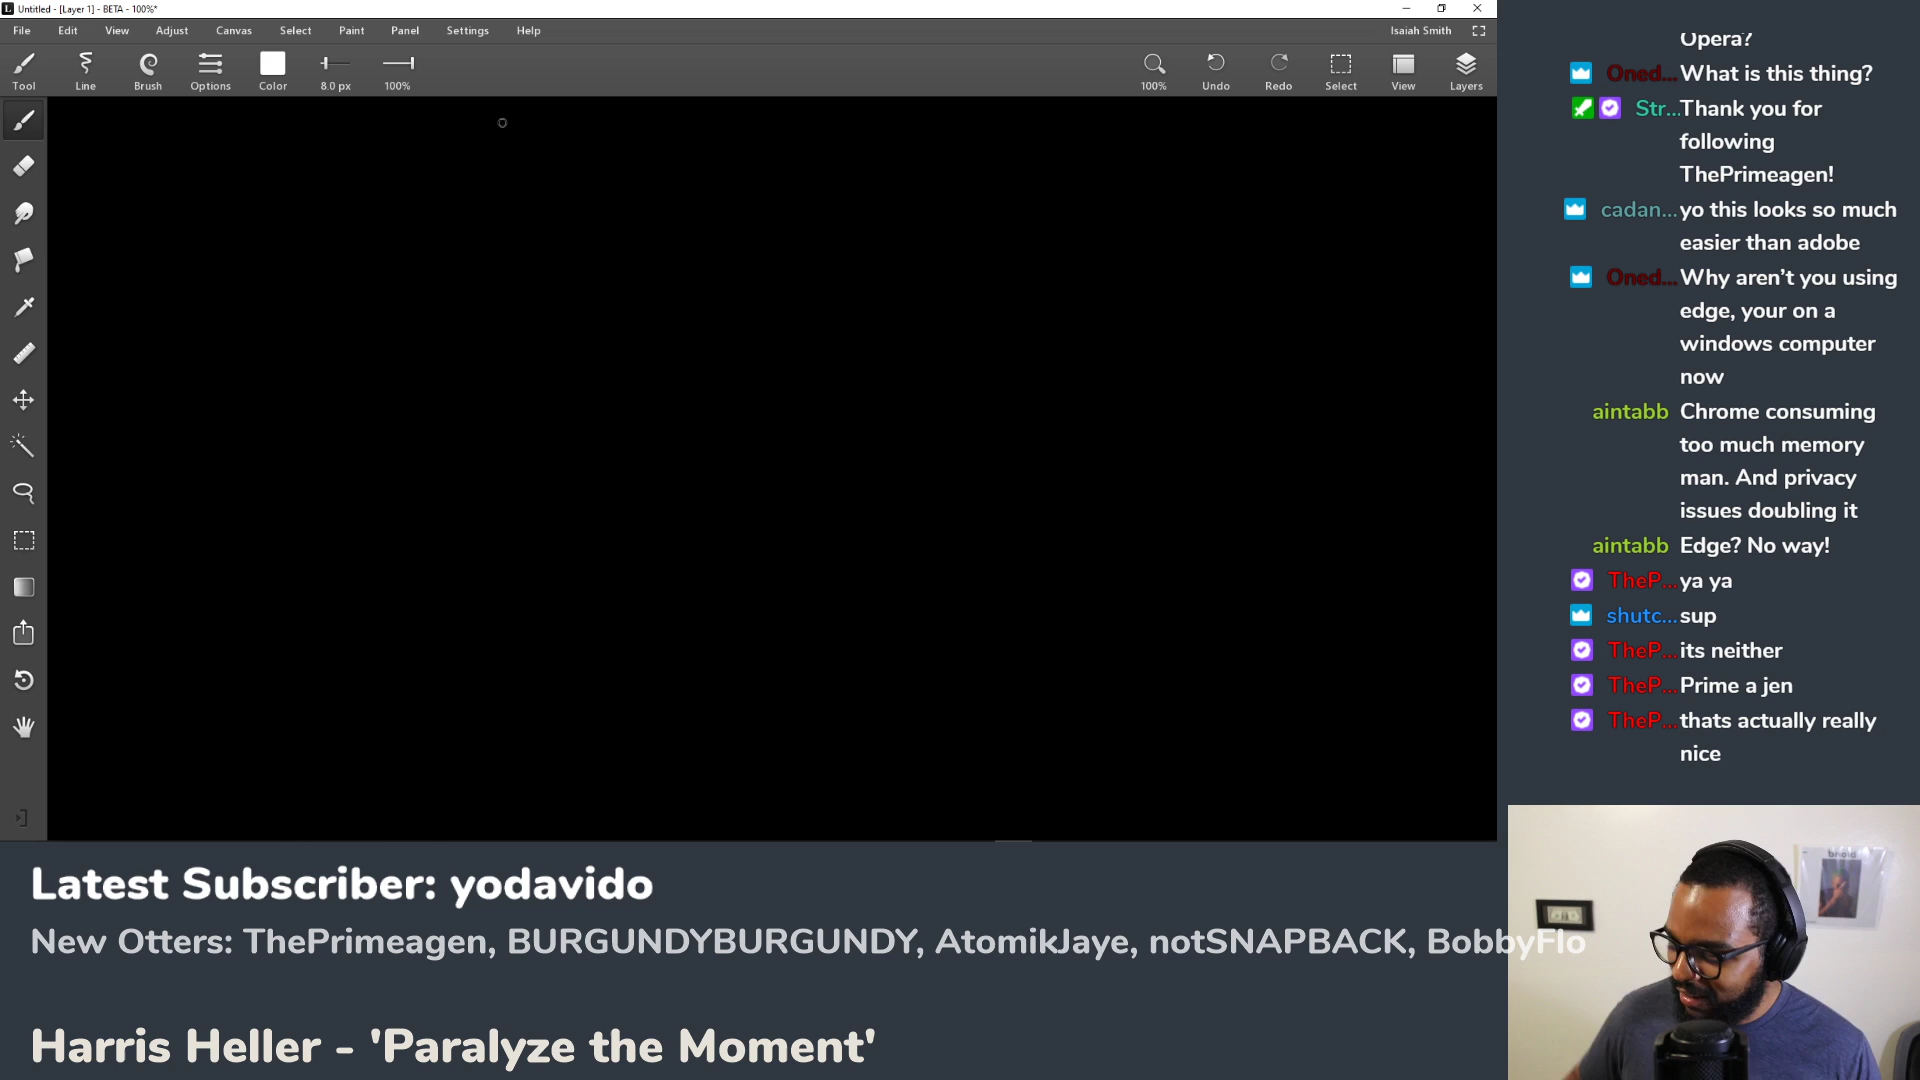 Untitled - [Layer 1] - BETA - 100%*
File Edit View Adjust Canvas Select Paint Panel Settings Help Isaiah Smith
Tool Line Brush Options Color 8.0 px 100% 100% Undo Redo Select View Layers
Opera?
Oned... What is this thing?
Str... Thank you for
following
ThePrimeagen!
cadan... yo this looks so much
easier than adobe
Oned... Why aren’t you using
edge, your on a
windows computer
now
aintabb Chrome consuming
too much memory
man. And privacy
issues doubling it
aintabb Edge? No way!
TheP... ya ya
shutc... sup
TheP... its neither
TheP... Prime a jen
TheP... thats actually really
nice
Latest Subscriber: yodavido
New Otters: ThePrimeagen, BURGUNDYBURGUNDY, AtomikJaye, notSNAPBACK, BobbyFlo
Harris Heller - 'Paralyze the Moment'